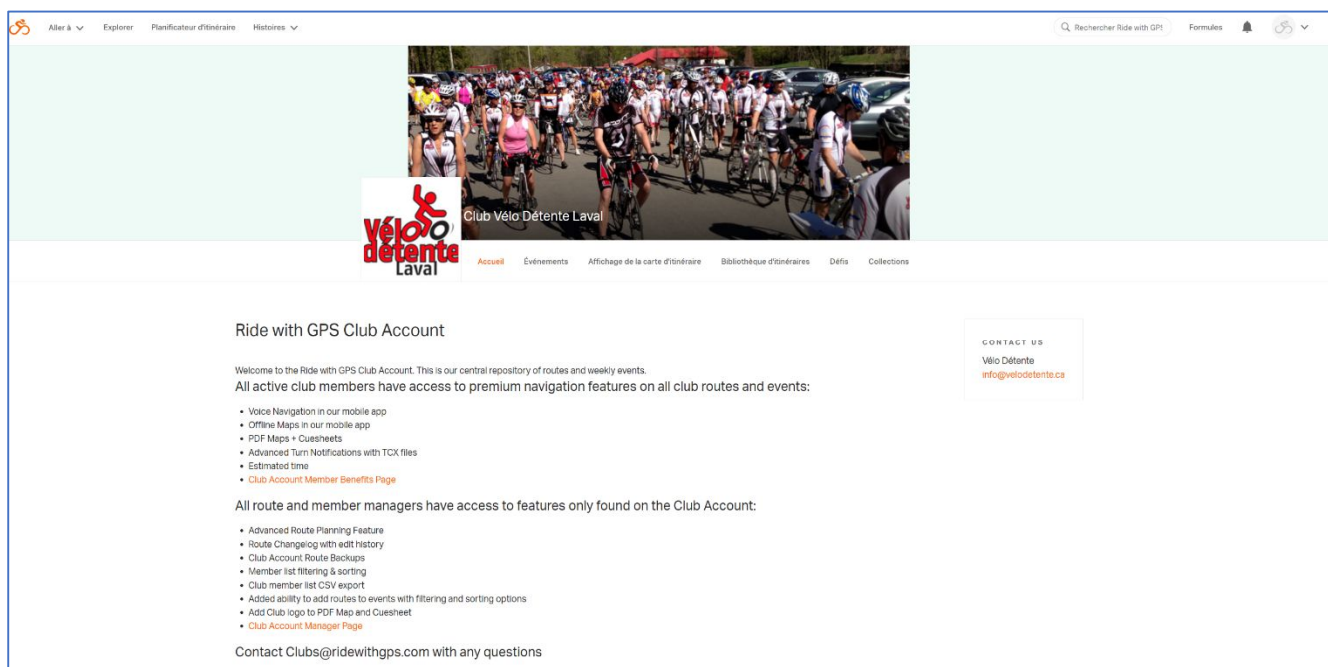 Aller à
Explorer
Planificateur d'itinéraire
Histoires
Rechercher Ride with GPS
Formules
Vélo
détente
Laval
Club Vélo Détente Laval
Accueil
Événements
Affichage de la carte d'itinéraire
Bibliothèque d'itinéraires
Défis
Collections
Ride with GPS Club Account
Welcome to the Ride with GPS Club Account. This is our central repository of routes and weekly events.
All active club members have access to premium navigation features on all club routes and events:
• Voice Navigation in our mobile app
• Offline Maps in our mobile app
• PDF Maps + Cuesheets
• Advanced Turn Notifications with TCX files
• Estimated time
• Club Account Member Benefits Page
All route and member managers have access to features only found on the Club Account:
• Advanced Route Planning Feature
• Route Changelog with edit history
• Club Account Route Backups
• Member list filtering & sorting
• Club member list CSV export
• Added ability to add routes to events with filtering and sorting options
• Add Club logo to PDF Map and Cuesheet
• Club Account Manager Page
Contact Clubs@ridewithgps.com with any questions
CONTACT US
Vélo Détente
info@velodetente.ca